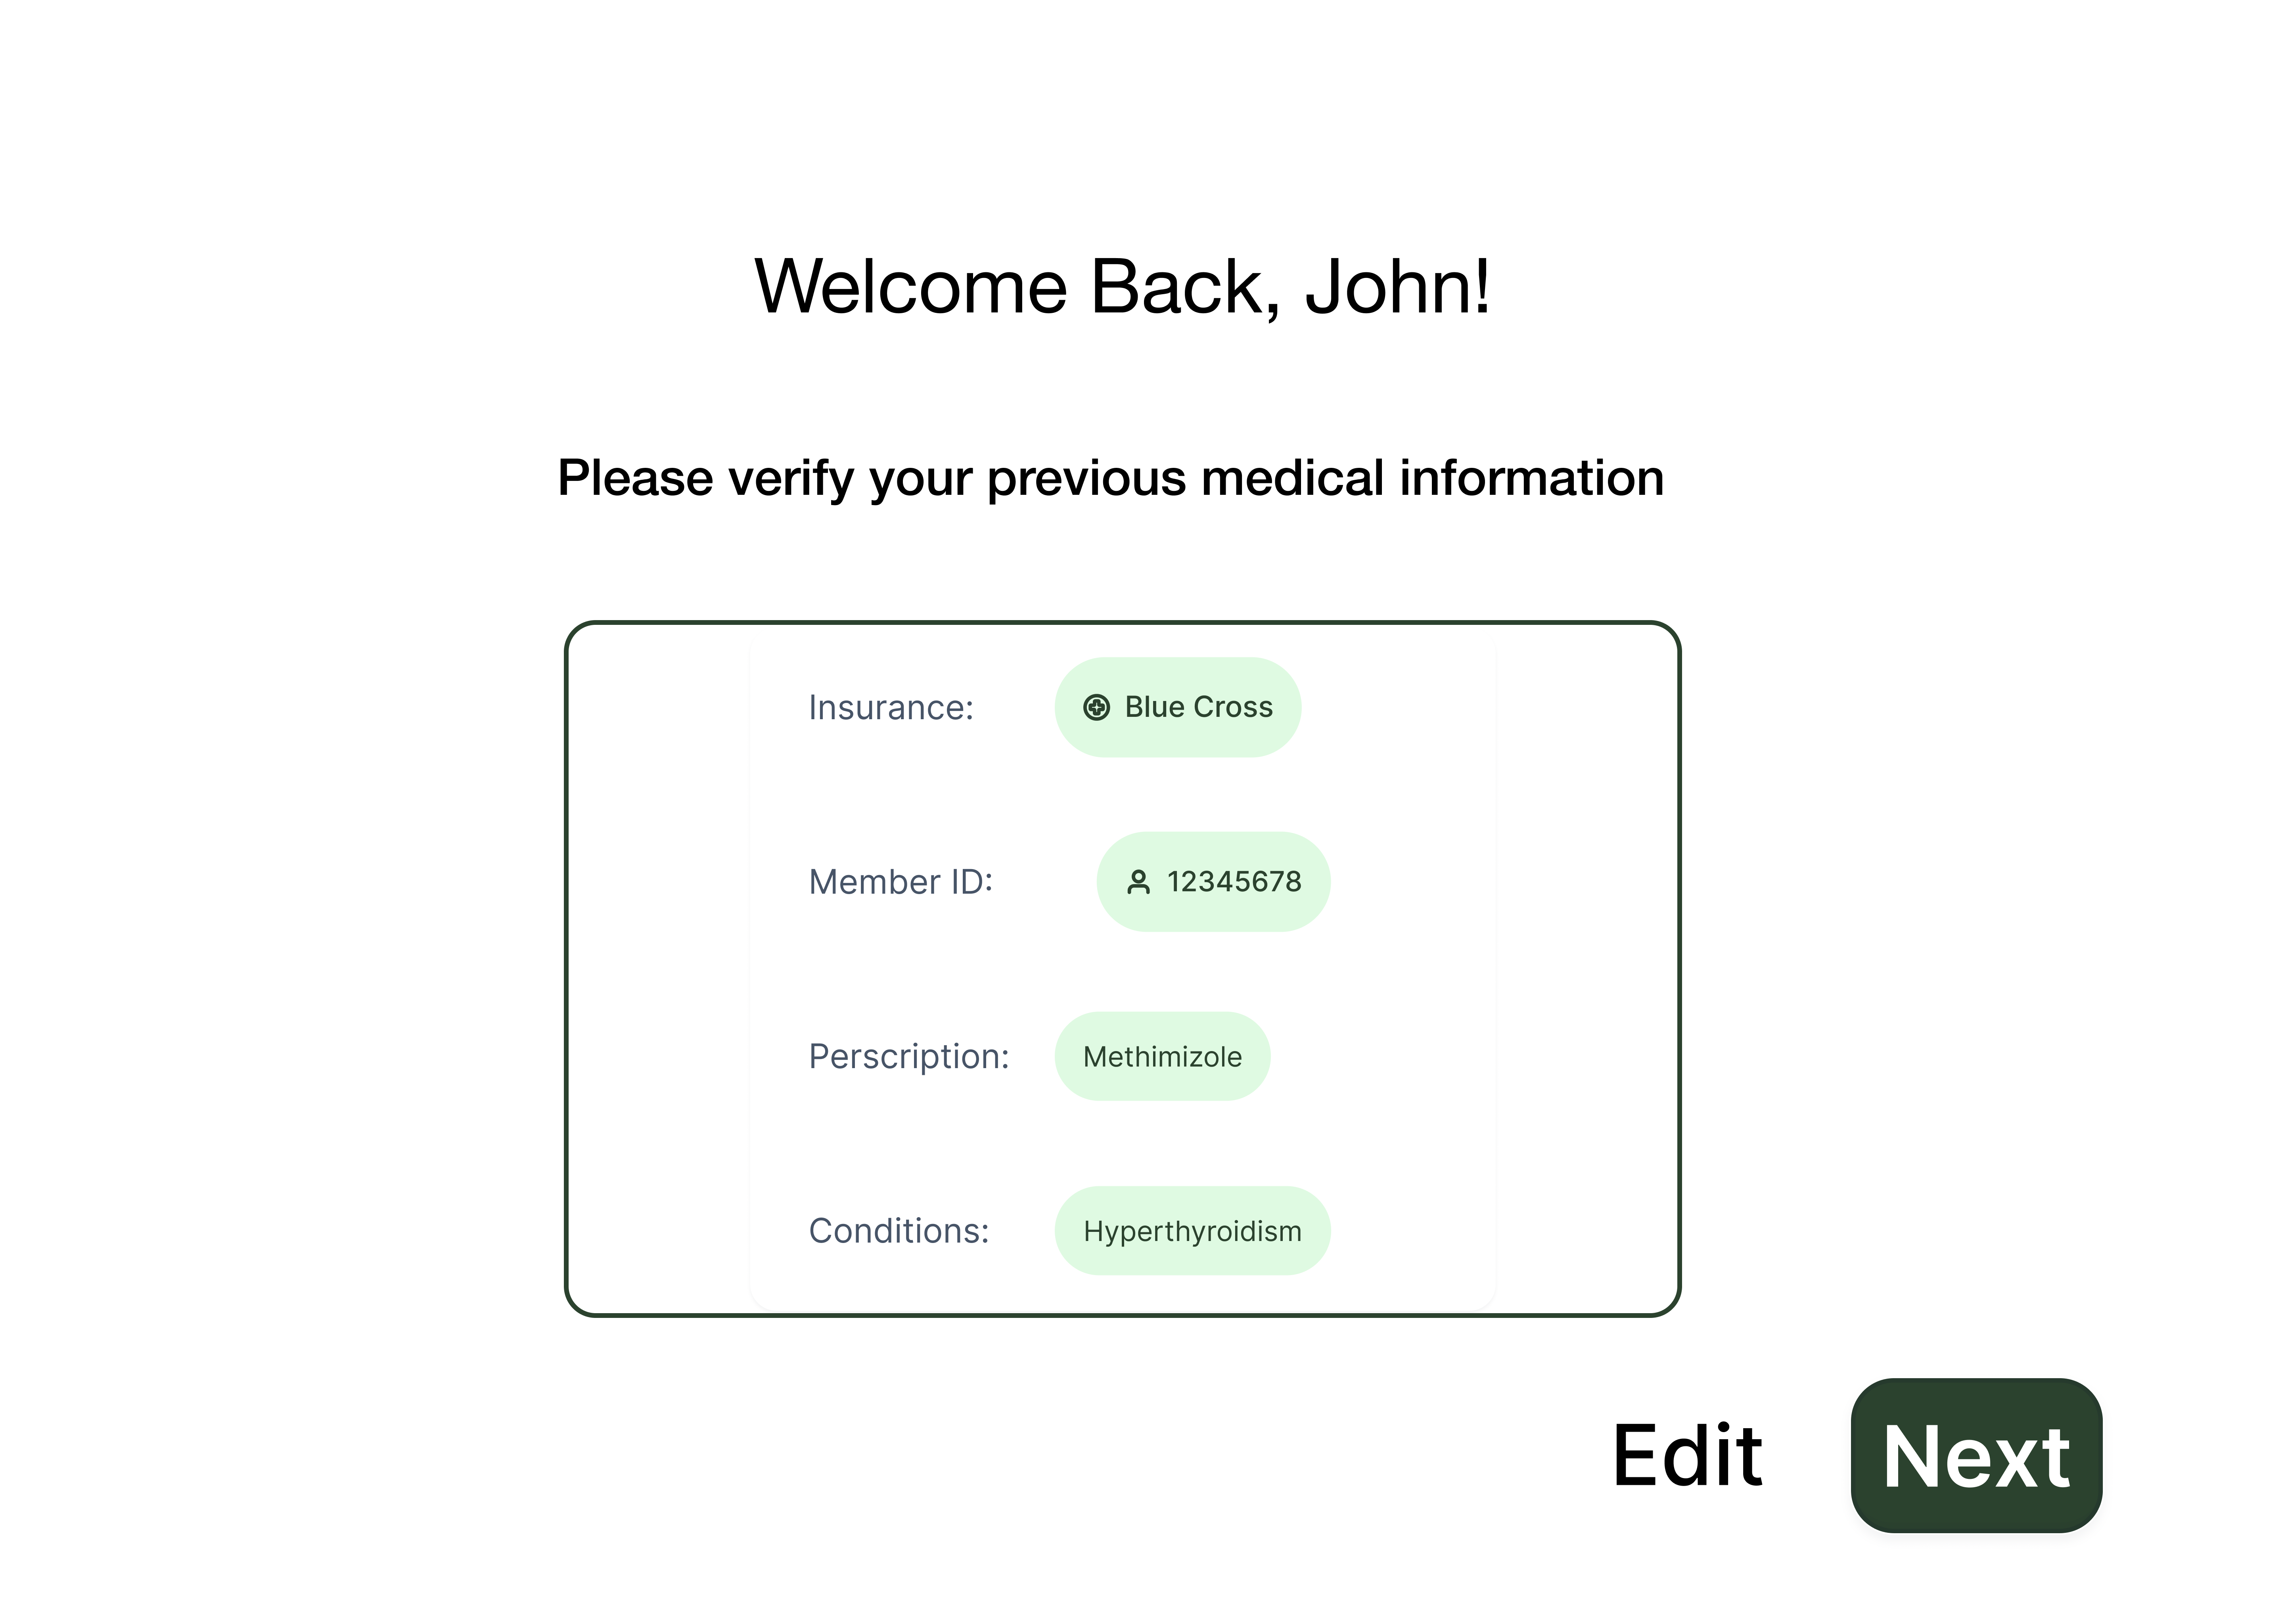 Welcome Back, John!
Please verify your previous medical information
Insurance: Blue Cross
Member ID: 12345678
Perscription: Methimizole
Conditions: Hyperthyroidism
Edit Next